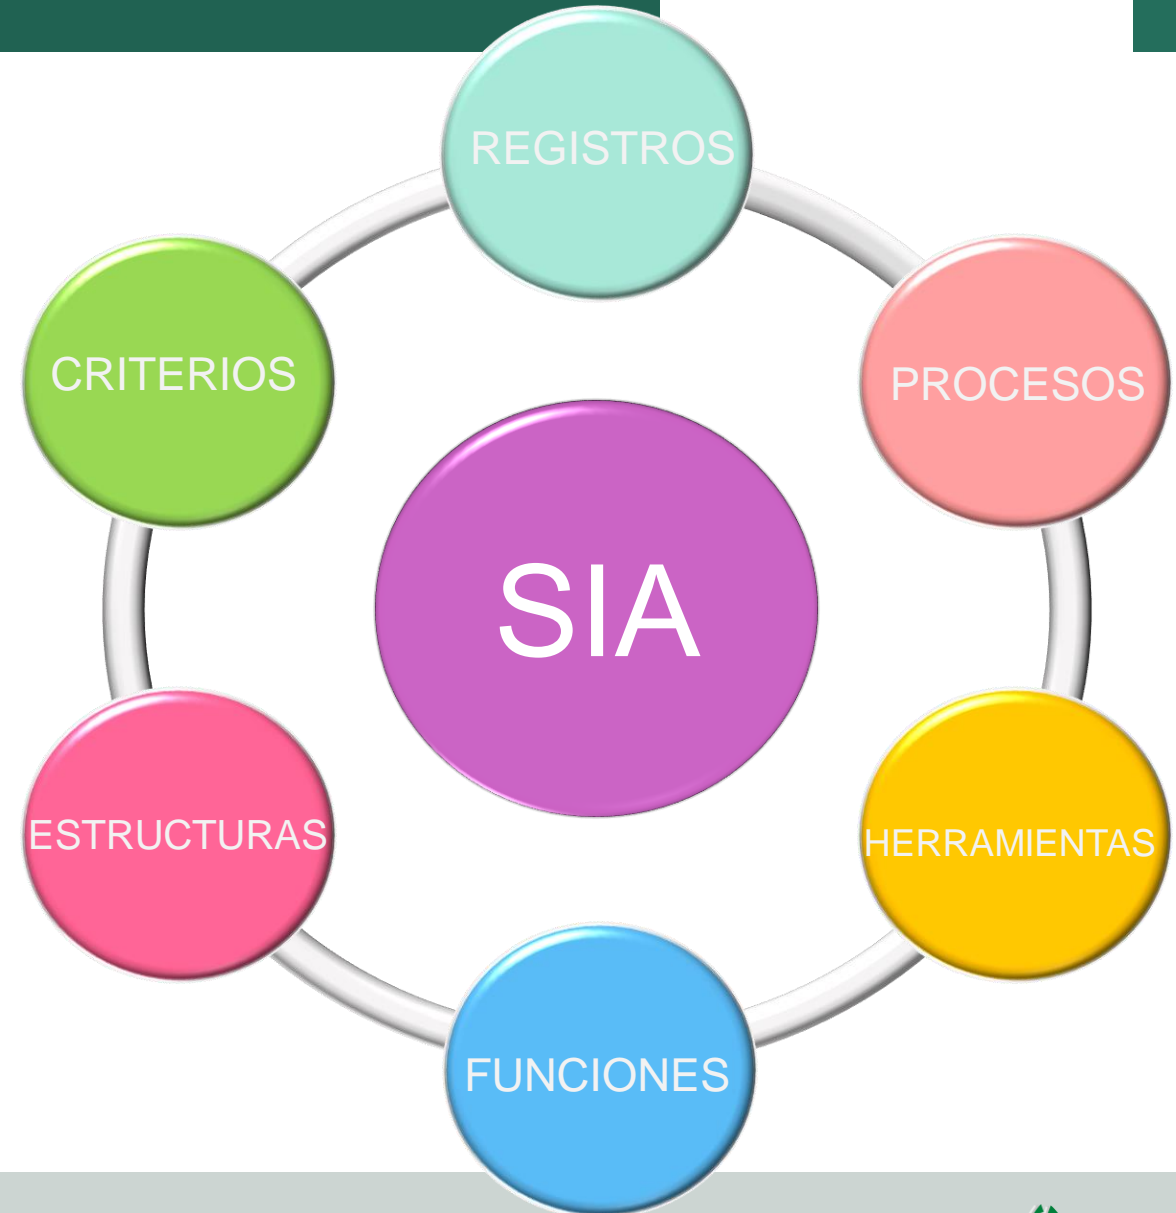 REGISTROS
CRITERIOS
PROCESOS
SIA
ESTRUCTURAS
HERRAMIENTAS
FUNCIONES